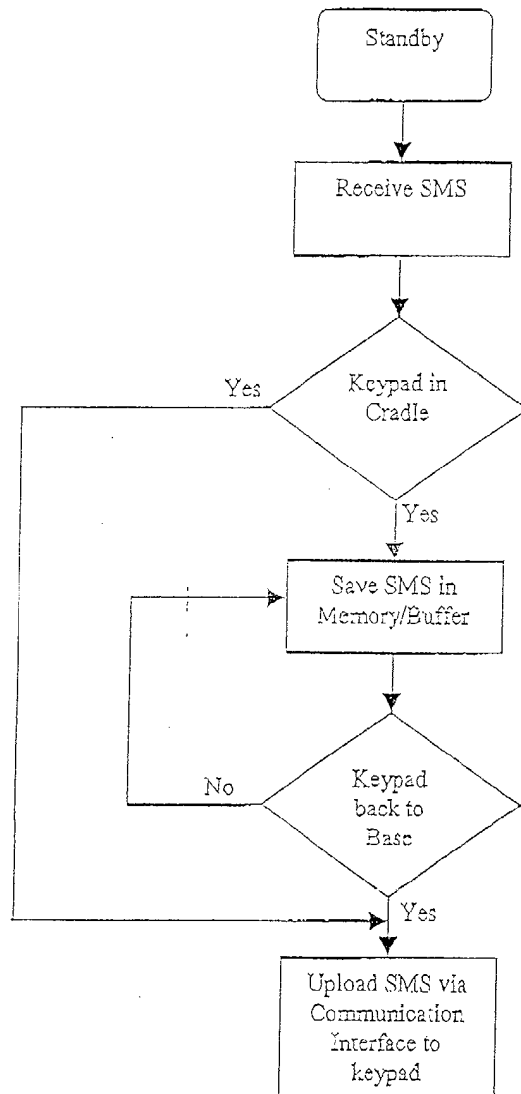 Standby
Receive SMS
Yes
Keypad in
Cradle
Yes
Save SMS in
Memory/Buffer
No
Keypad
back to
Base
Yes
Upload SMS via
Communication
Interface to
keypad